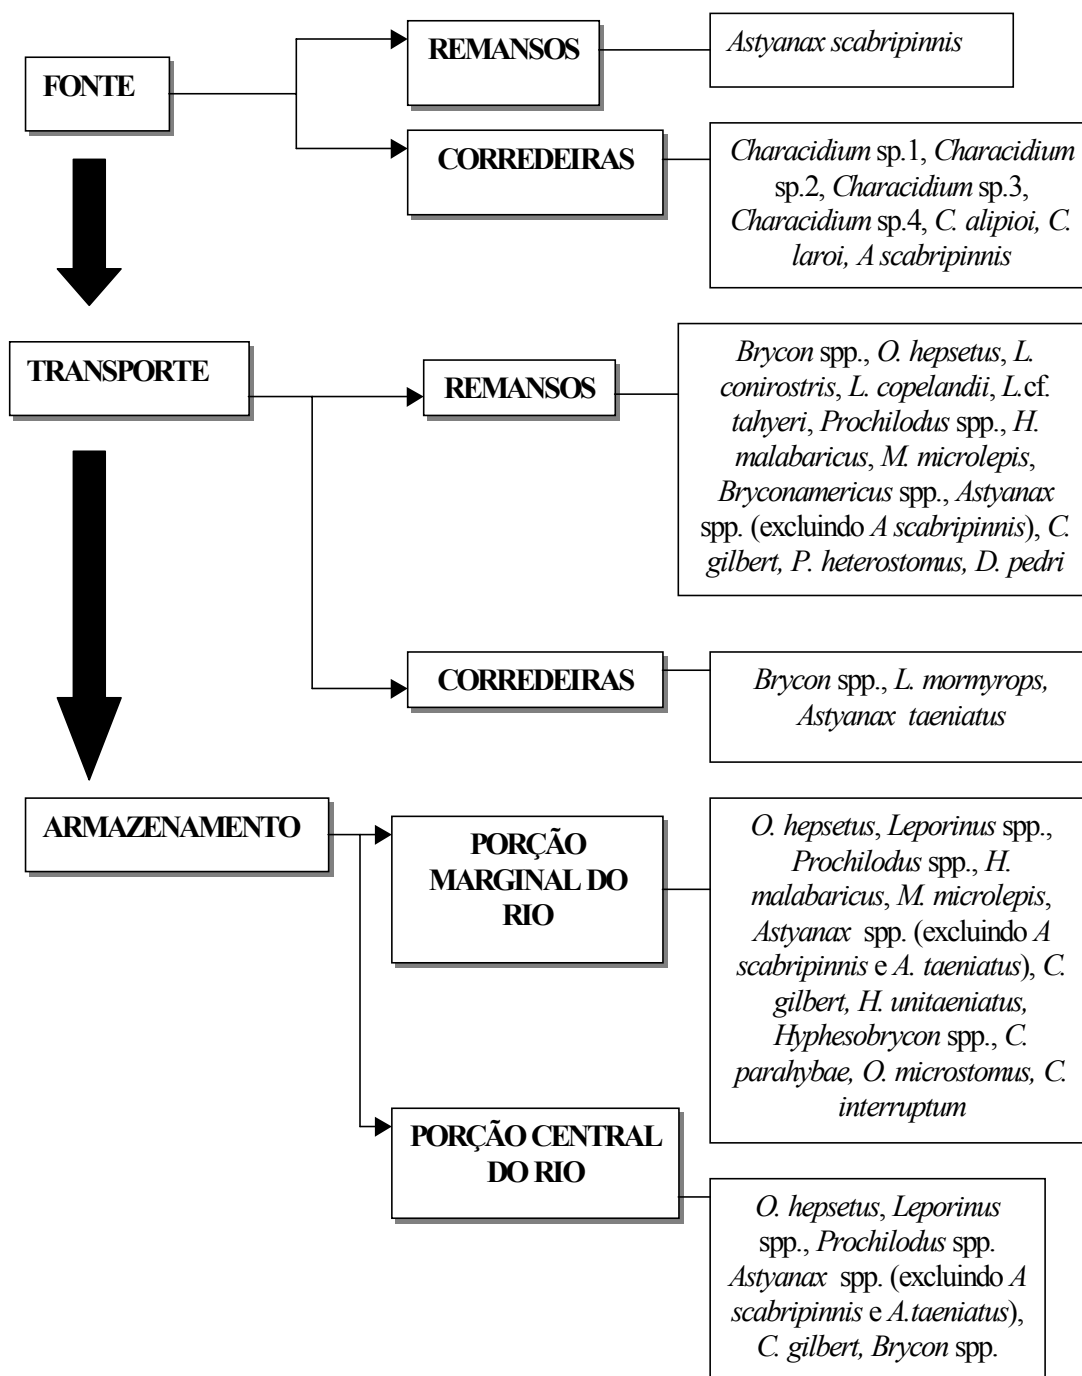 FONTE
REMANSOS
Astyanax scabripinnis
CORREDEIRAS
Characidium sp.1, Characidium
sp.2, Characidium sp.3,
Characidium sp.4, C. alipioi, C.
laroi, A scabripinnis
TRANSPORTE
REMANSOS
Brycon spp., O. hepsetus, L.
conirostris, L. copelandii, L.cf.
tahyeri, Prochilodus spp., H.
malabaricus, M. microlepis,
Bryconamericus spp., Astyanax
spp. (excluindo A scabripinnis), C.
gilbert, P. heterostomus, D. pedri
CORREDEIRAS
Brycon spp., L. mormyrops,
Astyanax taeniatus
ARMAZENAMENTO
PORÇÃO
MARGINAL DO
RIO
O. hepsetus, Leporinus spp.,
Prochilodus spp., H.
malabaricus, M. microlepis,
Astyanax spp. (excluindo A
scabripinnis e A. taeniatus), C.
gilbert, H. unitaeniatus,
Hyphesobrycon spp., C.
parahybae, O. microstomus, C.
interruptum
PORÇÃO CENTRAL
DO RIO
O. hepsetus, Leporinus
spp., Prochilodus spp.
Astyanax spp. (excluindo A
scabripinnis e A.taeniatus),
C. gilbert, Brycon spp.